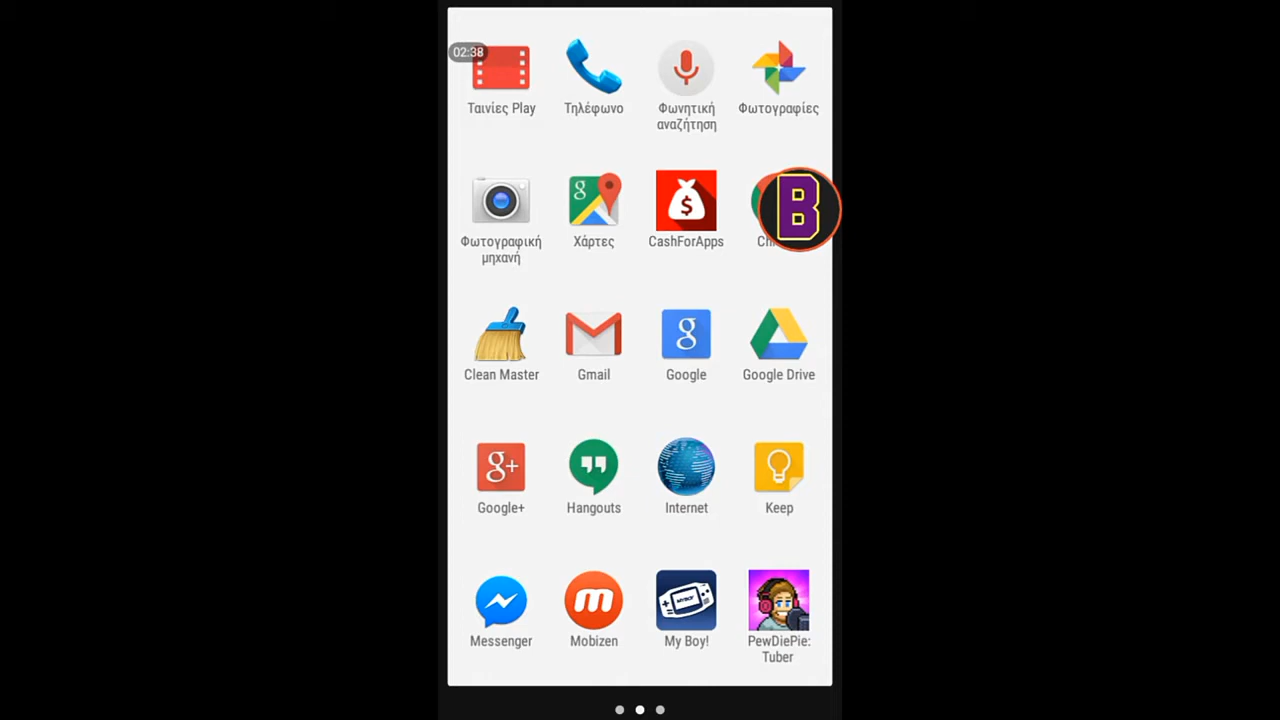 02:38
Ταινίες Play
Τηλέφωνο
Φωνητική
αναζήτηση
Φωτογραφίες
Φωτογραφική
μηχανή
Χάρτες
CashForApps
B
Clean Master
Gmail
g
Google
Google Drive
g+
Google+
Hangouts
Internet
Keep
Messenger
m
Mobizen
MYBOY
My Boy!
PewDiePie:
Tuber